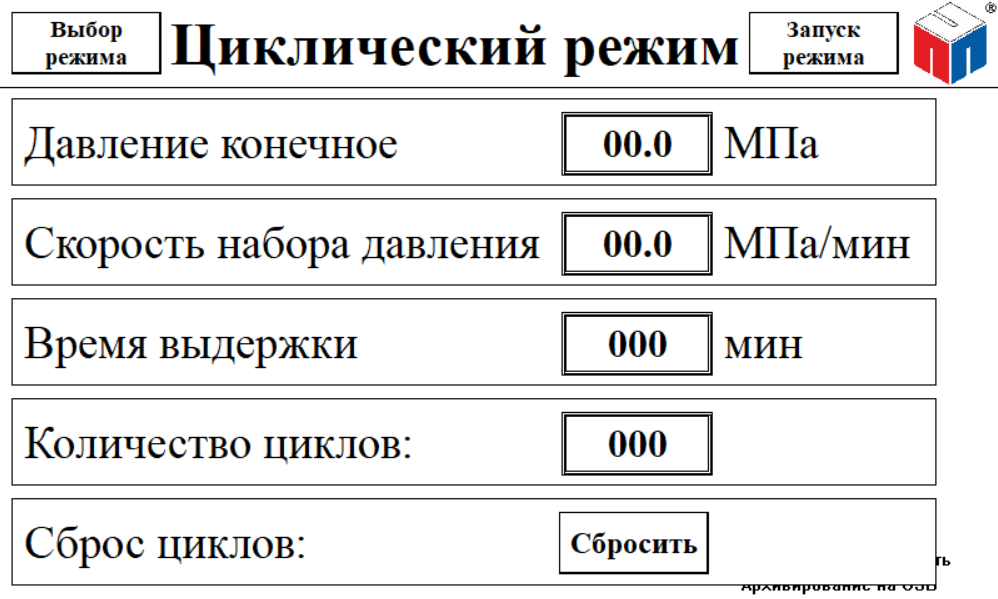 Выбор
режима
Циклический режим
Запуск
режима
®
Давление конечное 00.0 МПа
Скорость набора давления 00.0 МПа/мин
Время выдержки 000 мин
Количество циклов: 000
Сброс циклов: Сбросить
ть
Архивирование на USB